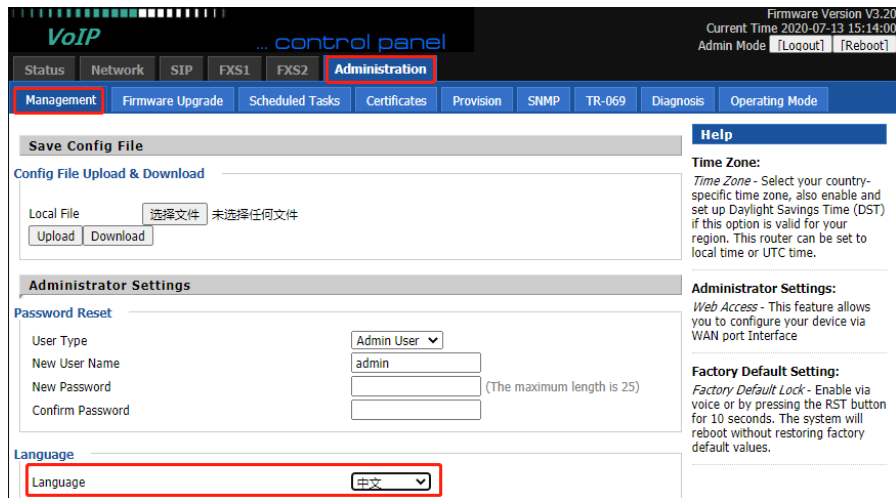 Firmware Version V3.20
Current Time 2020-07-13 15:14:00
Admin Mode [Logout] [Reboot]
VoIP ... control panel
Status Network SIP FXS1 FXS2 Administration
Management Firmware Upgrade Scheduled Tasks Certificates Provision SNMP TR-069 Diagnosis Operating Mode
Save Config File
Config File Upload & Download
Local File 选择文件 未选择任何文件
Upload Download
Administrator Settings
Password Reset
User Type Admin User
New User Name admin
New Password (The maximum length is 25)
Confirm Password
Language
Language 中文
Help
Time Zone:
Time Zone - Select your country-
specific time zone, also enable and
set up Daylight Savings Time (DST)
if this option is valid for your
region. This router can be set to
local time or UTC time.
Administrator Settings:
Web Access - This feature allows
you to configure your device via
WAN port Interface
Factory Default Setting:
Factory Default Lock - Enable via
voice or by pressing the RST button
for 10 seconds. The system will
reboot without restoring factory
default values.